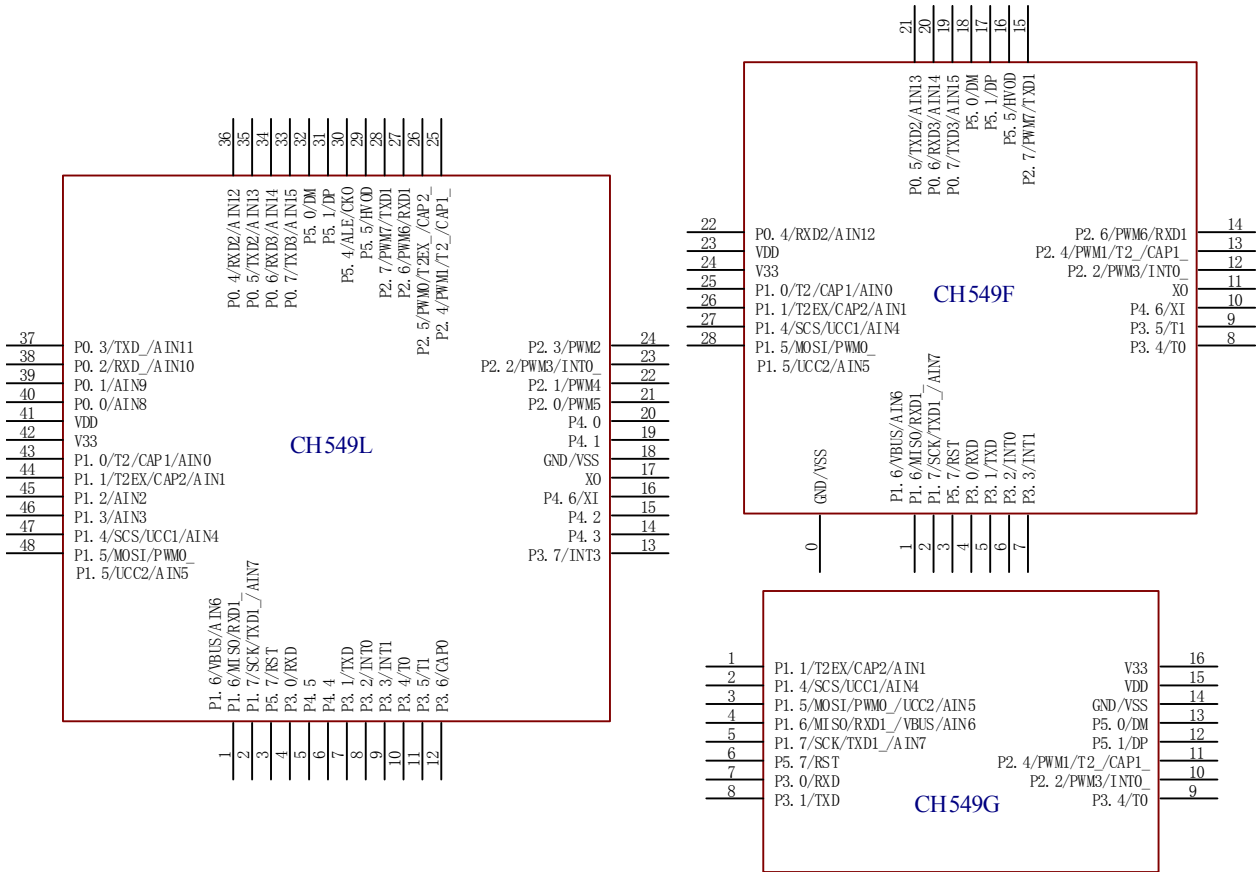 36
35
34
33
32
31
30
29
28
27
26
25
P0.4/RXD2/AIN12
P0.5/TXD2/AIN13
P0.6/RXD3/AIN14
P0.7/TXD3/AIN15
P5.0/DM
P5.1/DP
P5.4/ALE/CKO
P5.5/HVOD
P2.7/PWM7/TXD1
P2.6/PWM6/RXD1
P2.5/PWM0/T2EX_/CAP2_
P2.4/PWM1/T2_/CAP1_
37 P0.3/TXD_/AIN11
38 P0.2/RXD_/AIN10
39 P0.1/AIN9
40 P0.0/AIN8
41 VDD
42 V33
43 P1.0/T2/CAP1/AIN0
44 P1.1/T2EX/CAP2/AIN1
45 P1.2/AIN2
46 P1.3/AIN3
47 P1.4/SCS/UCC1/AIN4
48 P1.5/MOSI/PWM0_
P1.5/UCC2/AIN5
CH549L
P2.3/PWM2 24
P2.2/PWM3/INT0_ 23
P2.1/PWM4 22
P2.0/PWM5 21
P4.0 20
P4.1 19
GND/VSS 18
XO 17
P4.6/XI 16
P4.2 15
P4.3 14
P3.7/INT3 13
P1.6/VBUS/AIN6
P1.6/MISO/RXD1_
P1.7/SCK/TXD1_/AIN7
P5.7/RST
P3.0/RXD
P4.5
P4.4
P3.1/TXD
P3.2/INT0
P3.3/INT1
P3.4/T0
P3.5/T1
P3.6/CAP0
1
2
3
4
5
6
7
8
9
10
11
12
21
20
19
18
17
16
15
P0.5/TXD2/AIN13
P0.6/RXD3/AIN14
P0.7/TXD3/AIN15
P5.0/DM
P5.1/DP
P5.5/HVOD
P2.7/PWM7/TXD1
22 P0.4/RXD2/AIN12
23 VDD
24 V33
25 P1.0/T2/CAP1/AIN0
26 P1.1/T2EX/CAP2/AIN1
27 P1.4/SCS/UCC1/AIN4
28 P1.5/MOSI/PWM0_
P1.5/UCC2/AIN5
CH549F
P2.6/PWM6/RXD1 14
P2.4/PWM1/T2_/CAP1_ 13
P2.2/PWM3/INT0_ 12
XO 11
P4.6/XI 10
P3.5/T1 9
P3.4/T0 8
GND/VSS
P1.6/VBUS/AIN6
P1.6/MISO/RXD1_
P1.7/SCK/TXD1_/AIN7
P5.7/RST
P3.0/RXD
P3.1/TXD
P3.2/INT0
P3.3/INT1
0
1
2
3
4
5
6
7
1 P1.1/T2EX/CAP2/AIN1
2 P1.4/SCS/UCC1/AIN4
3 P1.5/MOSI/PWM0_/UCC2/AIN5
4 P1.6/MISO/RXD1_/VBUS/AIN6
5 P1.7/SCK/TXD1_/AIN7
6 P5.7/RST
7 P3.0/RXD
8 P3.1/TXD
CH549G
V33 16
VDD 15
GND/VSS 14
P5.0/DM 13
P5.1/DP 12
P2.4/PWM1/T2_/CAP1_ 11
P2.2/PWM3/INT0_ 10
P3.4/T0 9